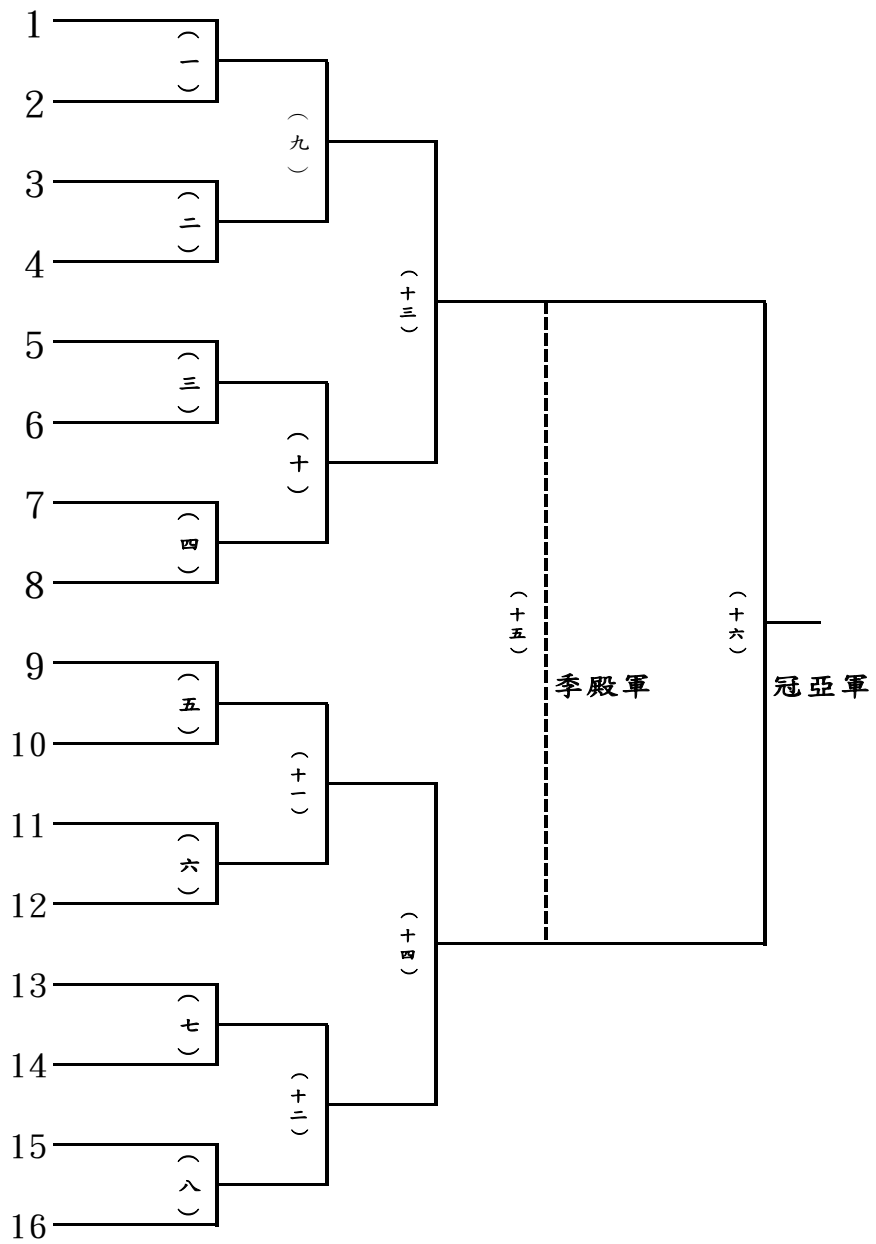 1
(一)
2
(九)
3
(二)
4
(十三)
5
(三)
6
(十)
7
(四)
8
(十五)
(十六)
季殿軍
冠亞軍
9
(五)
10
(十一)
11
(六)
12
(十四)
13
(七)
14
(十二)
15
(八)
16